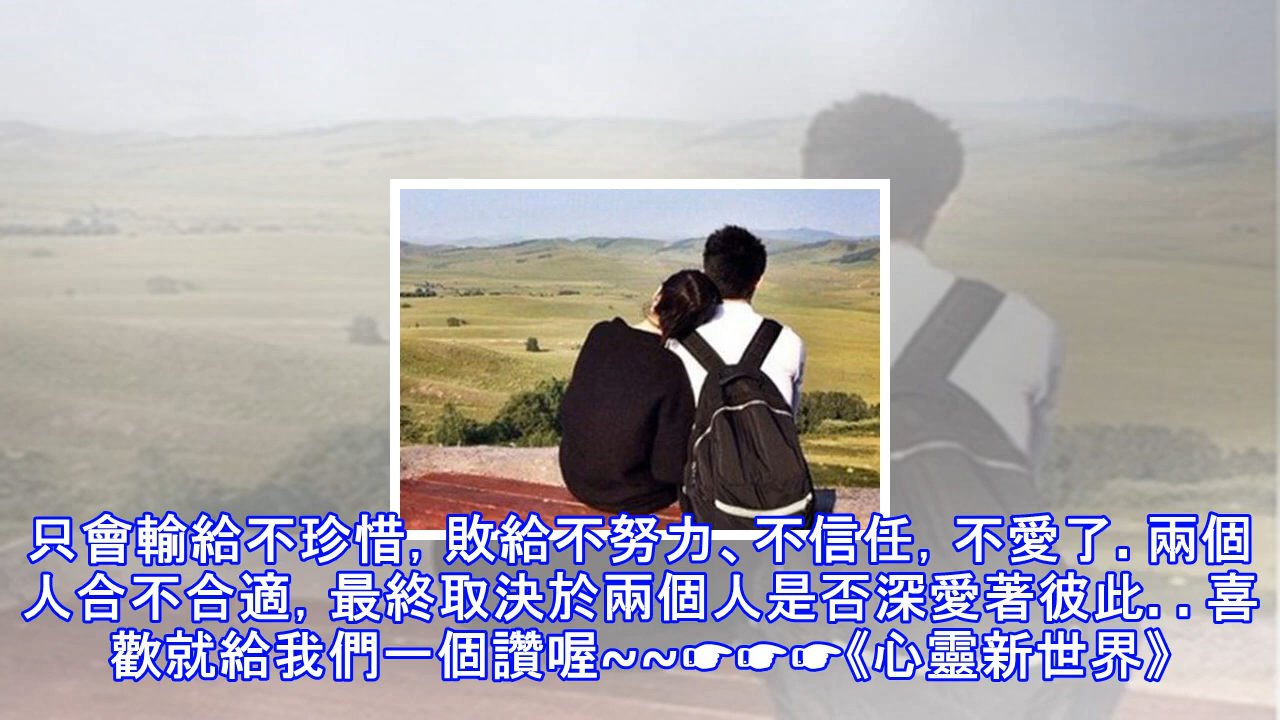 只會輸給不珍惜,敗給不努力、不信任,不愛了.兩個
人合不合適,最終取決於兩個人是否深愛著彼此..喜
歡就給我們一個讚喔~~☛☛☛《心靈新世界》